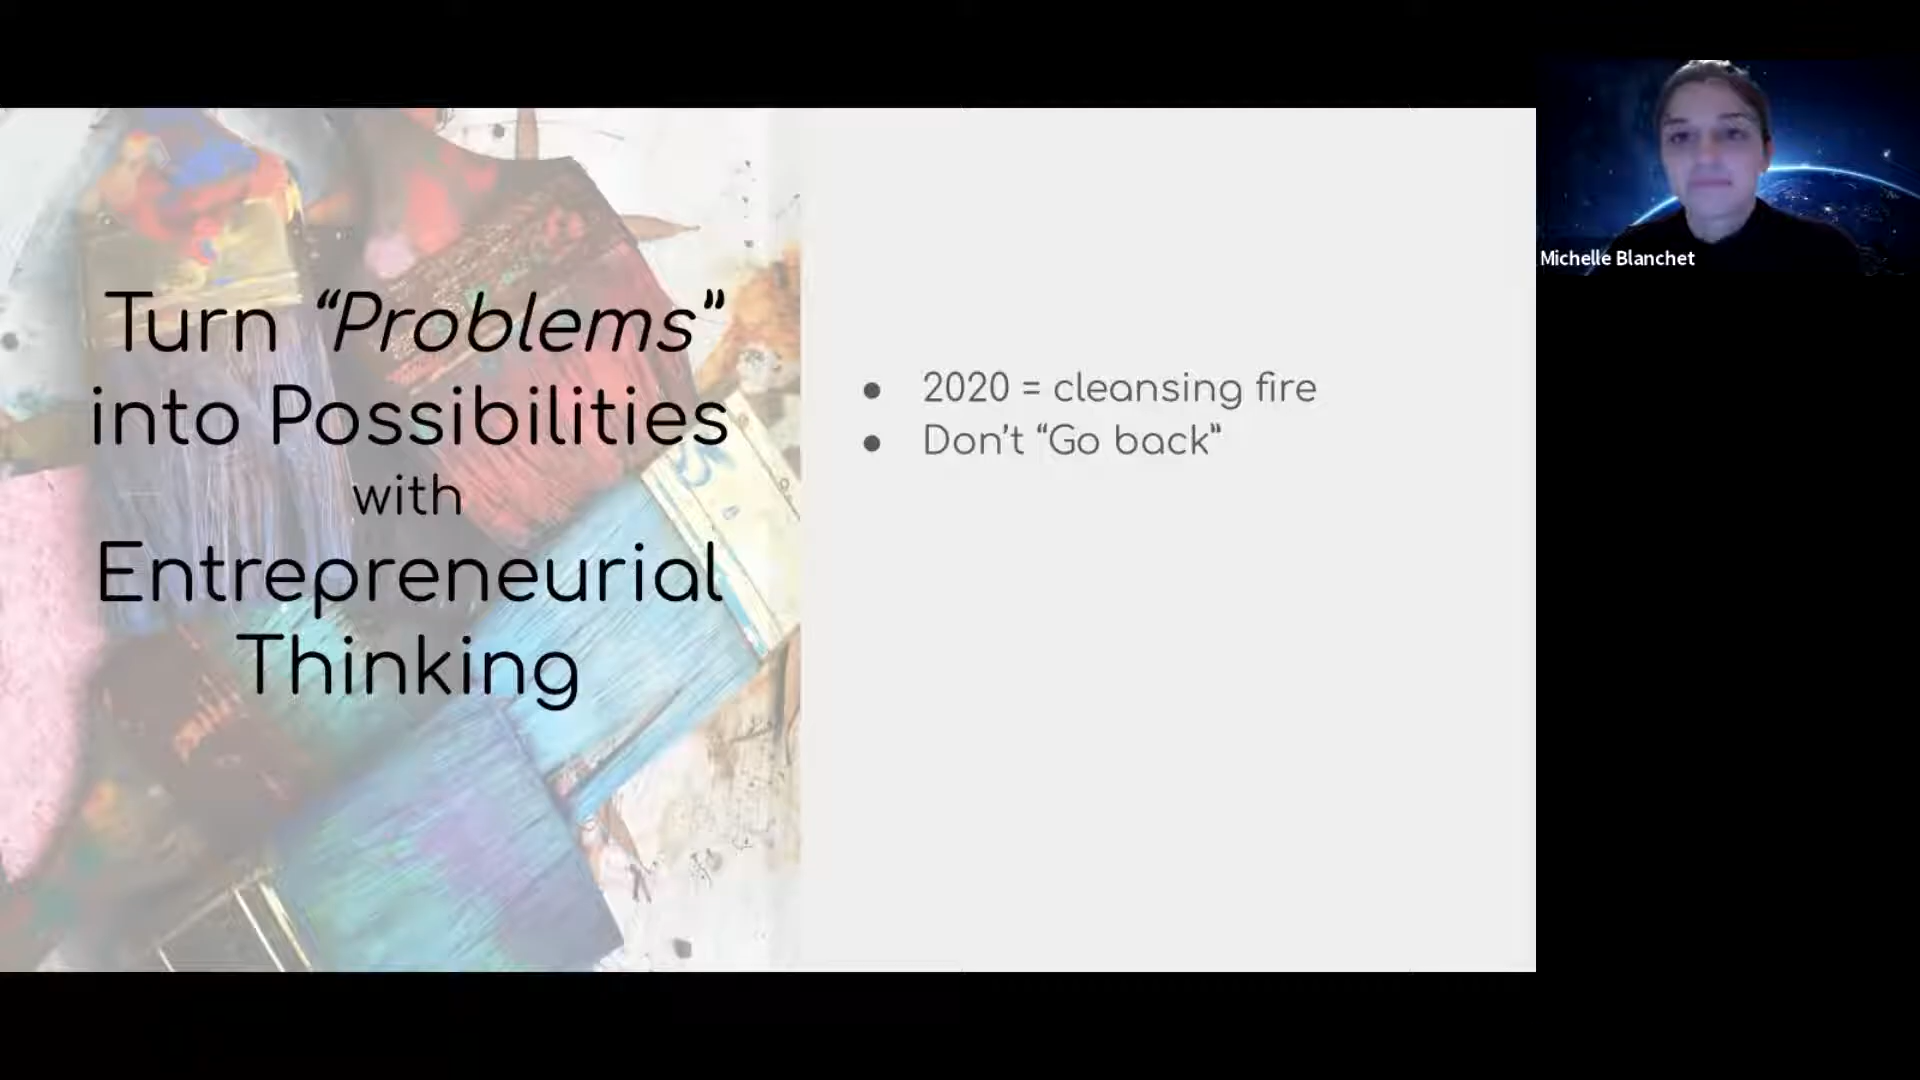 Turn “Problems”
into Possibilities
with
Entrepreneurial
Thinking
● 2020 = cleansing fire
● Don’t “Go back”
Michelle Blanchet